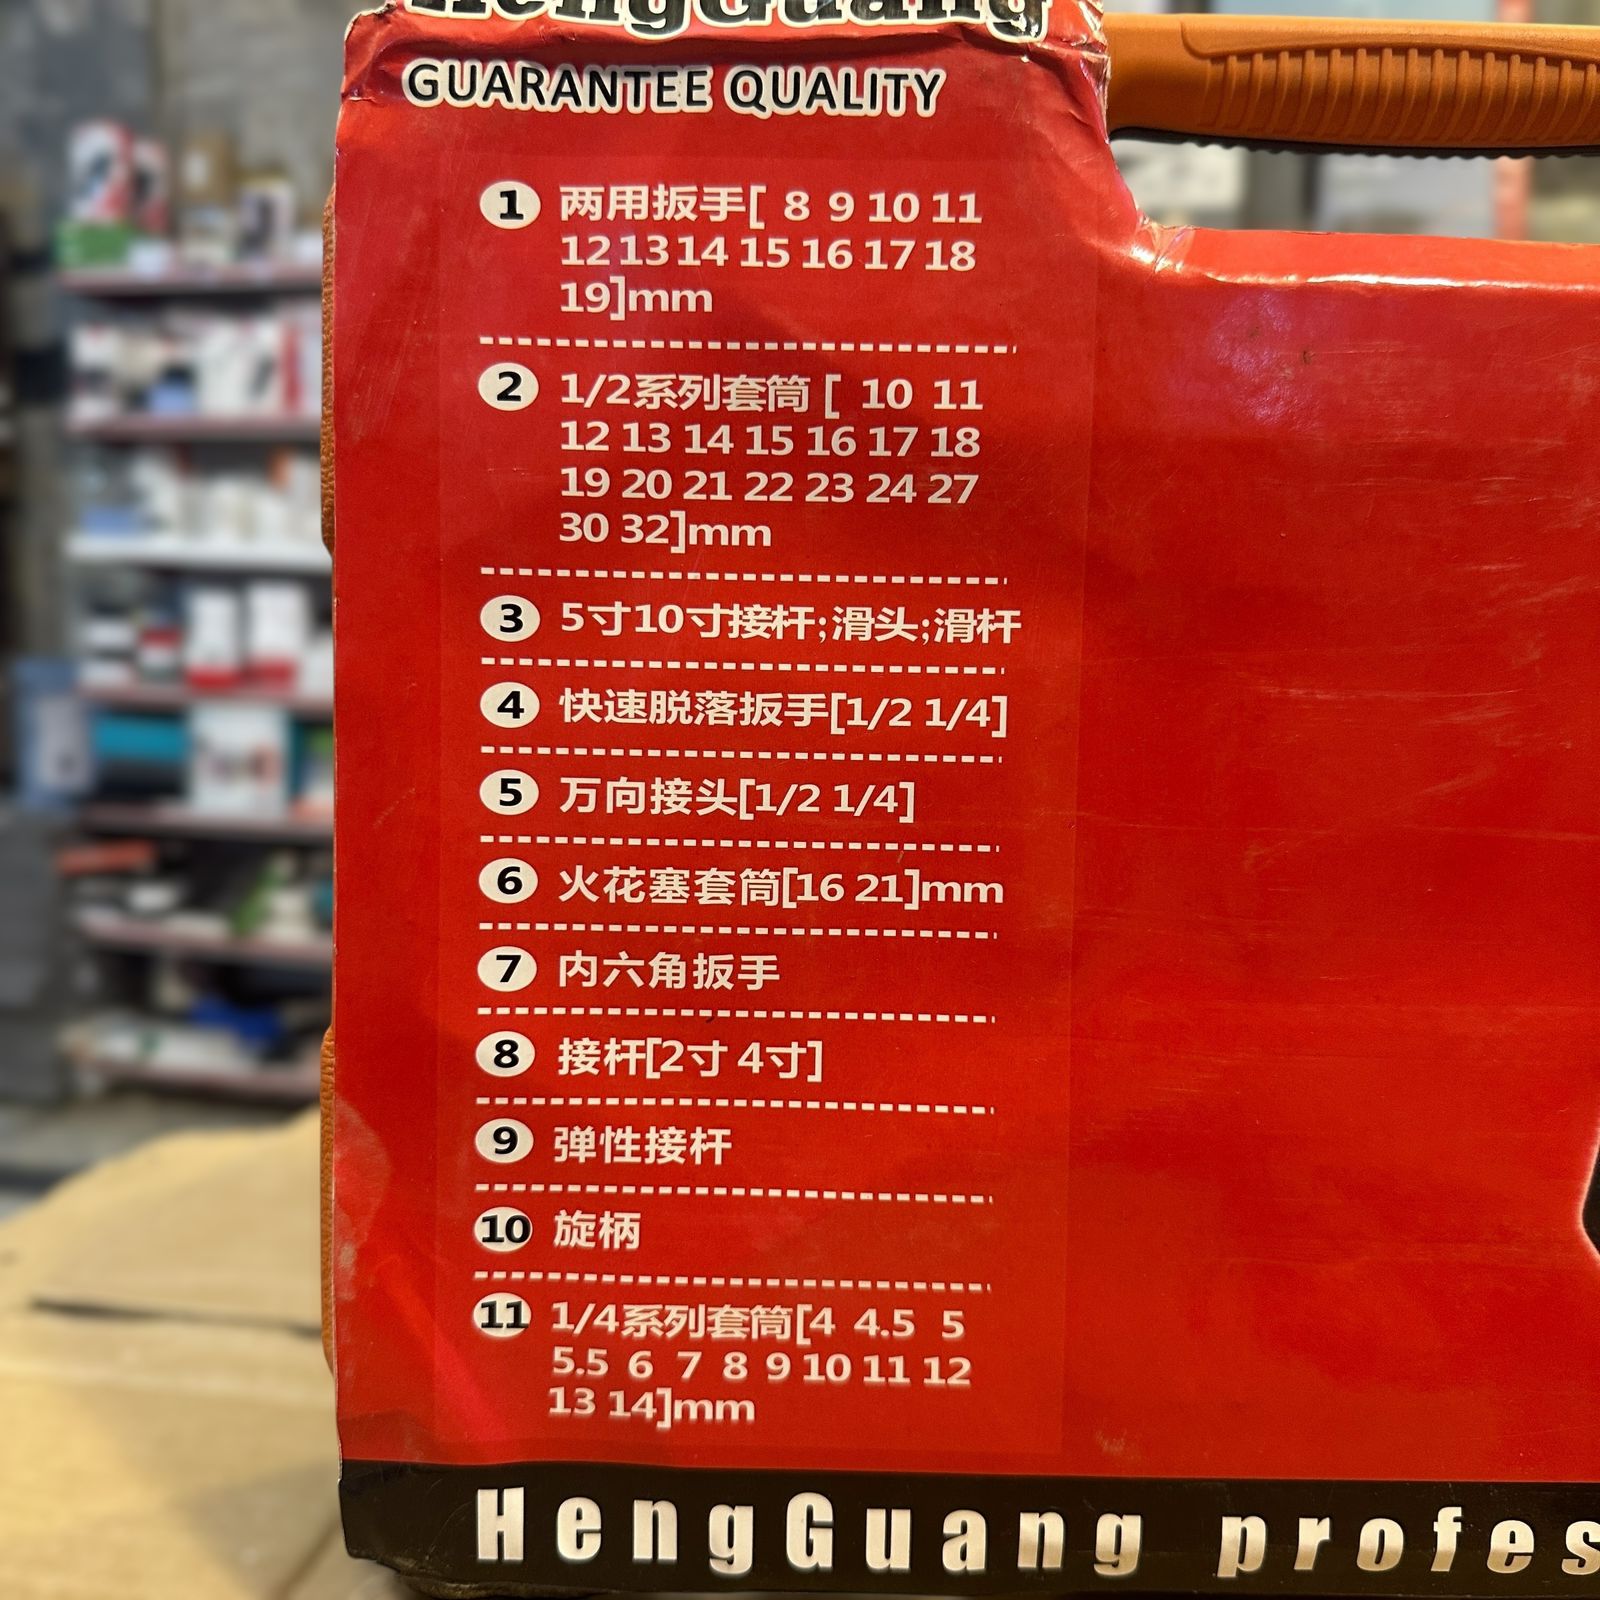 HengGuang
GUARANTEE QUALITY
1 两用扳手[ 8 9 10 11
12 13 14 15 16 17 18
19]mm
2 1/2系列套筒 [ 10 11
12 13 14 15 16 17 18
19 20 21 22 23 24 27
30 32]mm
3 5寸10寸接杆;滑头;滑杆
4 快速脱落扳手[1/2 1/4]
5 万向接头[1/2 1/4]
6 火花塞套筒[16 21]mm
7 内六角扳手
8 接杆[2寸 4寸]
9 弹性接杆
10 旋柄
11 1/4系列套筒[4 4.5 5
5.5 6 7 8 9 10 11 12
13 14]mm
HengGuang profes